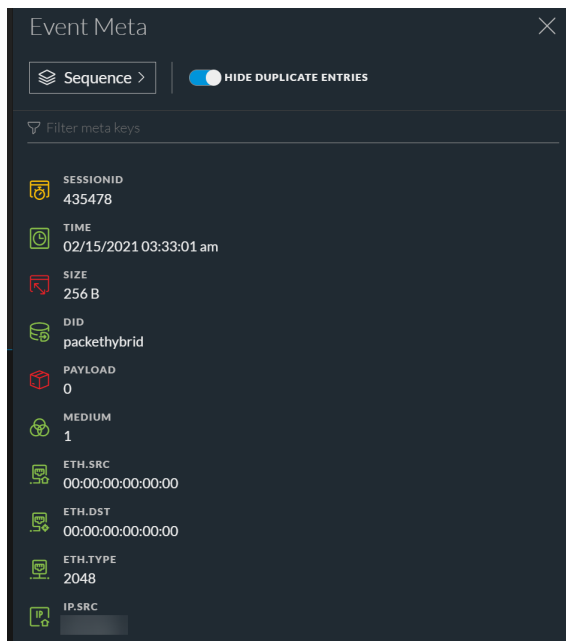 Event Meta
Sequence >
HIDE DUPLICATE ENTRIES
Filter meta keys
SESSIONID
435478
TIME
02/15/2021 03:33:01 am
SIZE
256 B
DID
packethybrid
PAYLOAD
0
MEDIUM
1
ETH.SRC
00:00:00:00:00:00
ETH.DST
00:00:00:00:00:00
ETH.TYPE
2048
IP
IP.SRC